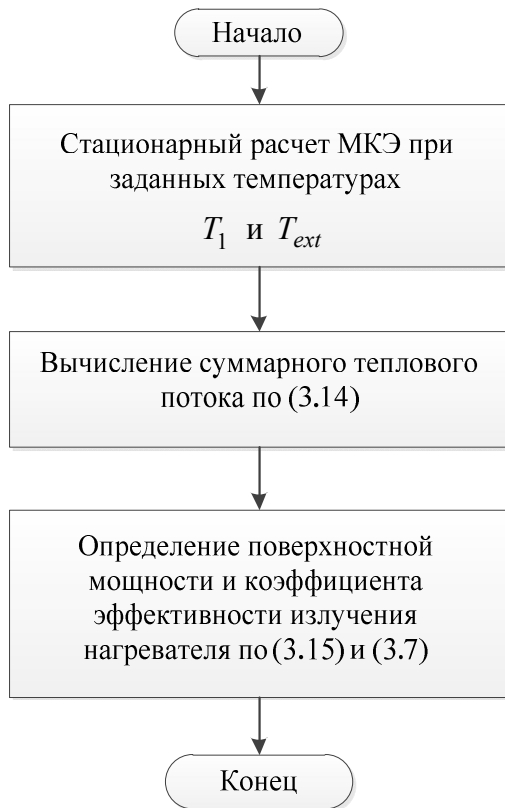 Начало
Стационарный расчет МКЭ при
заданных температурах
T₁ и Tₑₓₜ
Вычисление суммарного теплового
потока по (3.14)
Определение поверхностной
мощности и коэффициента
эффективности излучения
нагревателя по (3.15) и (3.7)
Конец